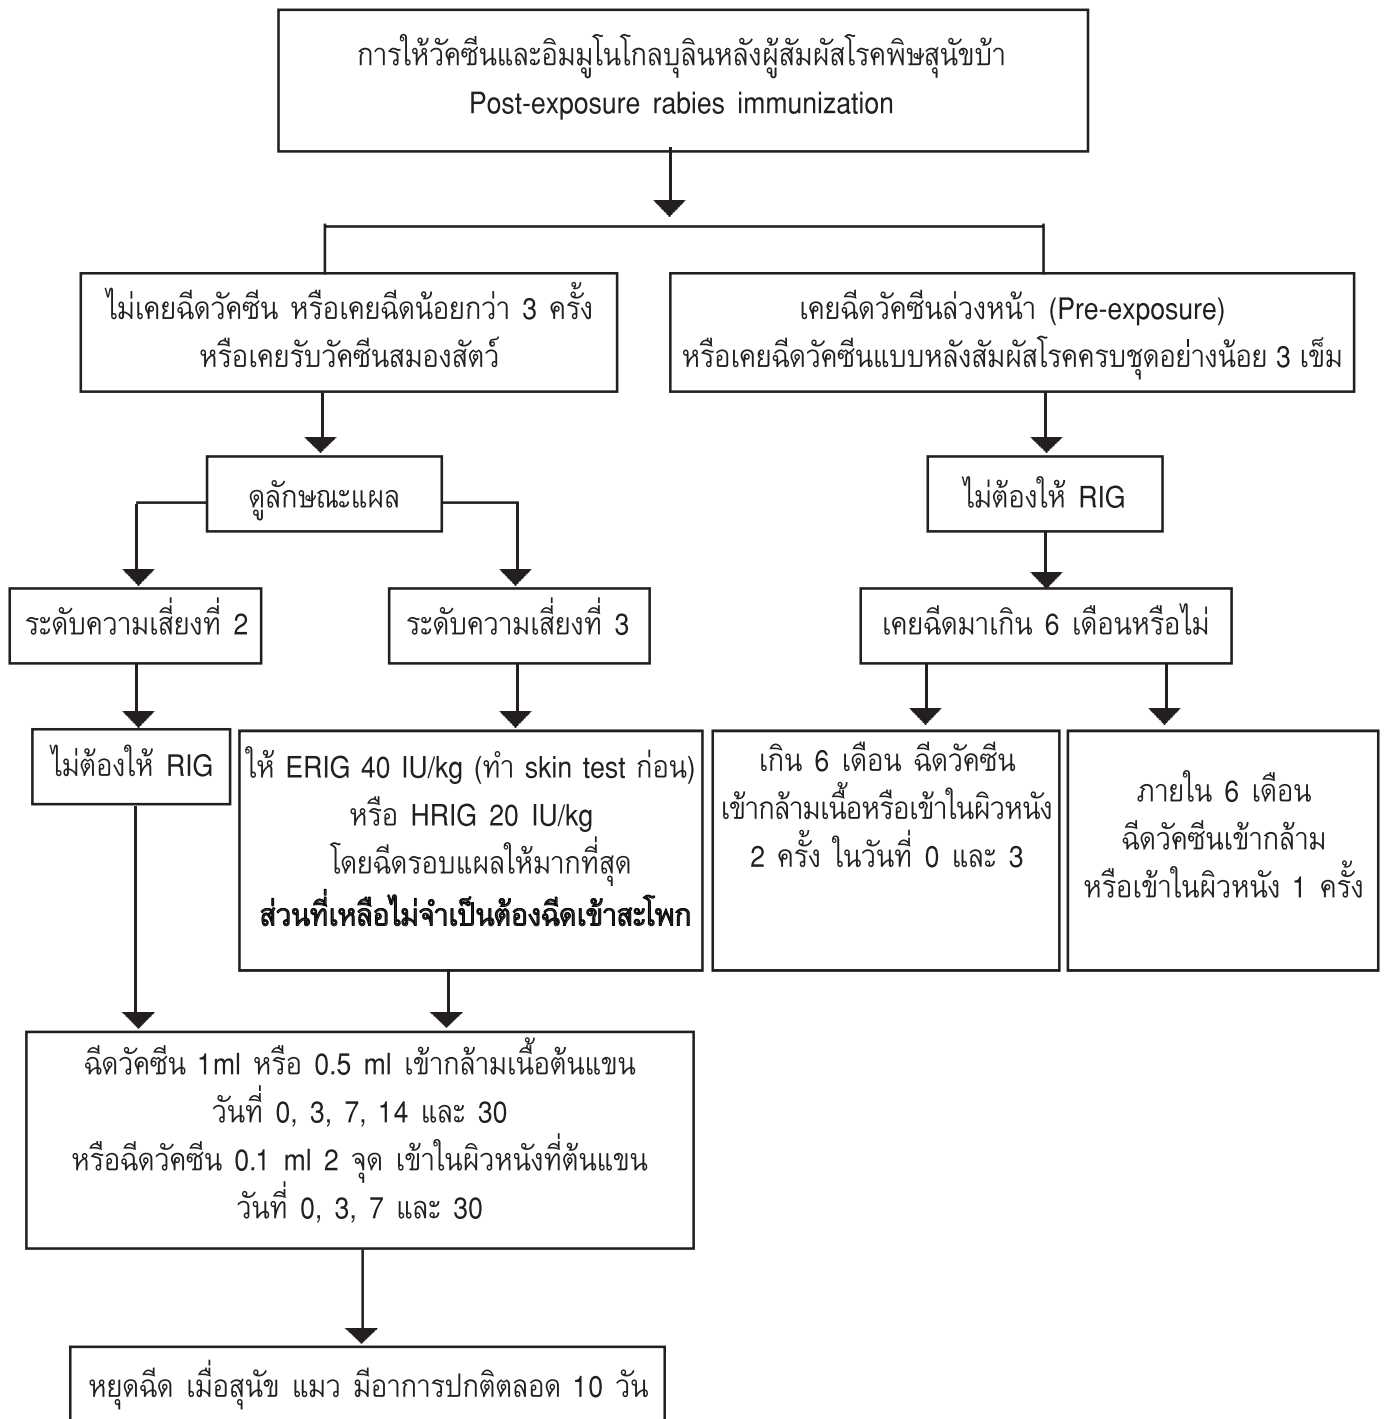 การให้วัคซีนและอิมมูโนโกลบุลินหลังผู้สัมผัสโรคพิษสุนัขบ้า
Post-exposure rabies immunization
ไม่เคยฉีดวัคซีน หรือเคยฉีดน้อยกว่า 3 ครั้ง
หรือเคยรับวัคซีนสมองสัตว์
เคยฉีดวัคซีนล่วงหน้า (Pre-exposure)
หรือเคยฉีดวัคซีนแบบหลังสัมผัสโรคครบชุดอย่างน้อย 3 เข็ม
ดูลักษณะแผล
ไม่ต้องให้ RIG
ระดับความเสี่ยงที่ 2
ระดับความเสี่ยงที่ 3
เคยฉีดมาเกิน 6 เดือนหรือไม่
ไม่ต้องให้ RIG
ให้ ERIG 40 IU/kg (ทำ skin test ก่อน)
หรือ HRIG 20 IU/kg
โดยฉีดรอบแผลให้มากที่สุด
ส่วนที่เหลือไม่จำเป็นต้องฉีดเข้าสะโพก
เกิน 6 เดือน ฉีดวัคซีน
เข้ากล้ามเนื้อหรือเข้าในผิวหนัง
2 ครั้ง ในวันที่ 0 และ 3
ภายใน 6 เดือน
ฉีดวัคซีนเข้ากล้าม
หรือเข้าในผิวหนัง 1 ครั้ง
ฉีดวัคซีน 1ml หรือ 0.5 ml เข้ากล้ามเนื้อต้นแขน
วันที่ 0, 3, 7, 14 และ 30
หรือฉีดวัคซีน 0.1 ml 2 จุด เข้าในผิวหนังที่ต้นแขน
วันที่ 0, 3, 7 และ 30
หยุดฉีด เมื่อสุนัข แมว มีอาการปกติตลอด 10 วัน